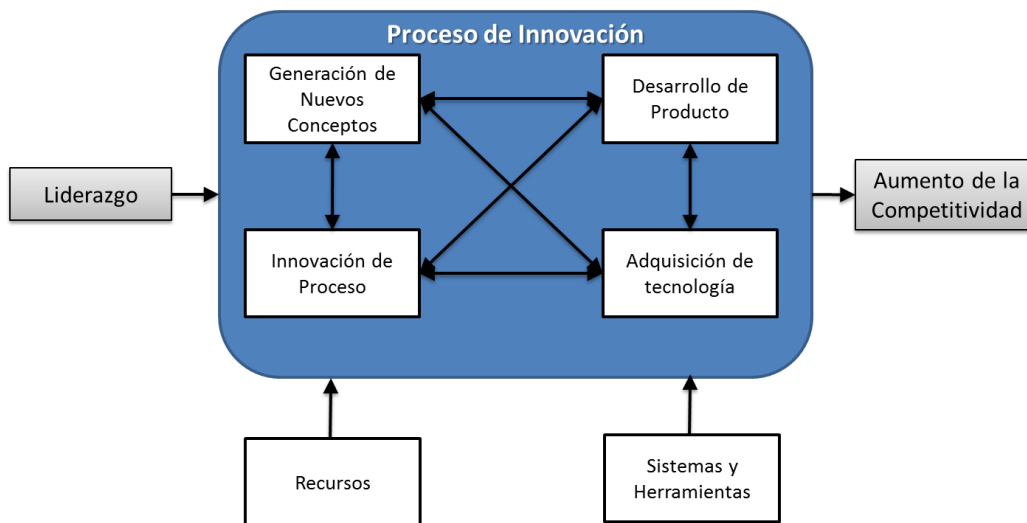 Proceso de Innovación
Generación de
Nuevos
Conceptos
Desarrollo de
Producto
Liderazgo
Aumento de la
Competitividad
Innovación de
Proceso
Adquisición de
tecnología
Recursos
Sistemas y
Herramientas